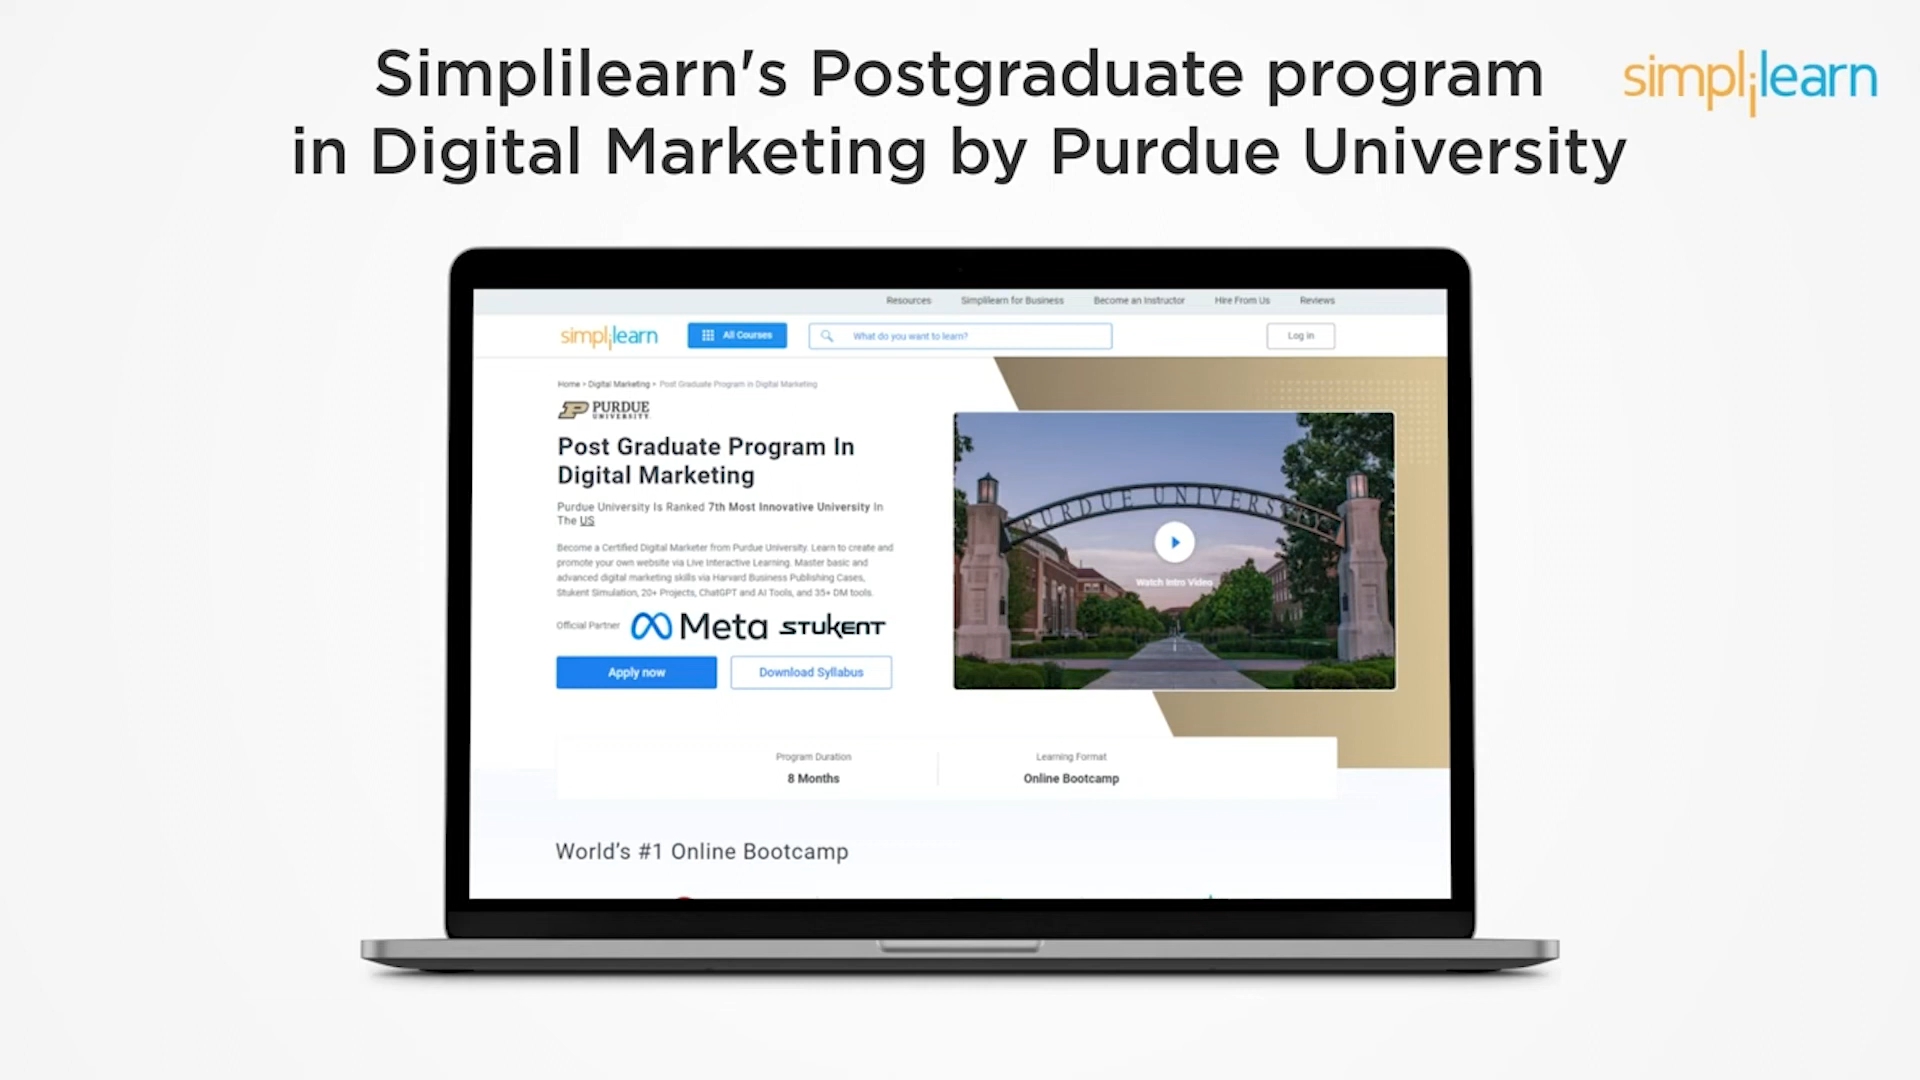 Simplilearn's Postgraduate program
in Digital Marketing by Purdue University
simplilearn
Resources
Simplilearn for Business
Become an Instructor
Hire From Us
Reviews
simplilearn
All Courses
What do you want to learn?
Log in
Home > Digital Marketing > Post Graduate Program in Digital Marketing
PURDUE
UNIVERSITY.
Post Graduate Program In
Digital Marketing
Purdue University Is Ranked 7th Most Innovative University In
The US
Become a Certified Digital Marketer from Purdue University. Learn to create and
promote your own website via Live Interactive Learning. Master basic and
advanced digital marketing skills via Harvard Business Publishing Cases,
Stukent Simulation, 20+ Projects, ChatGPT and AI Tools, and 35+ DM tools.
Official Partner
Meta
STUKENT
Apply now
Download Syllabus
PURDUE UNIVERSITY
Watch Intro Video
Program Duration
8 Months
Learning Format
Online Bootcamp
World's #1 Online Bootcamp